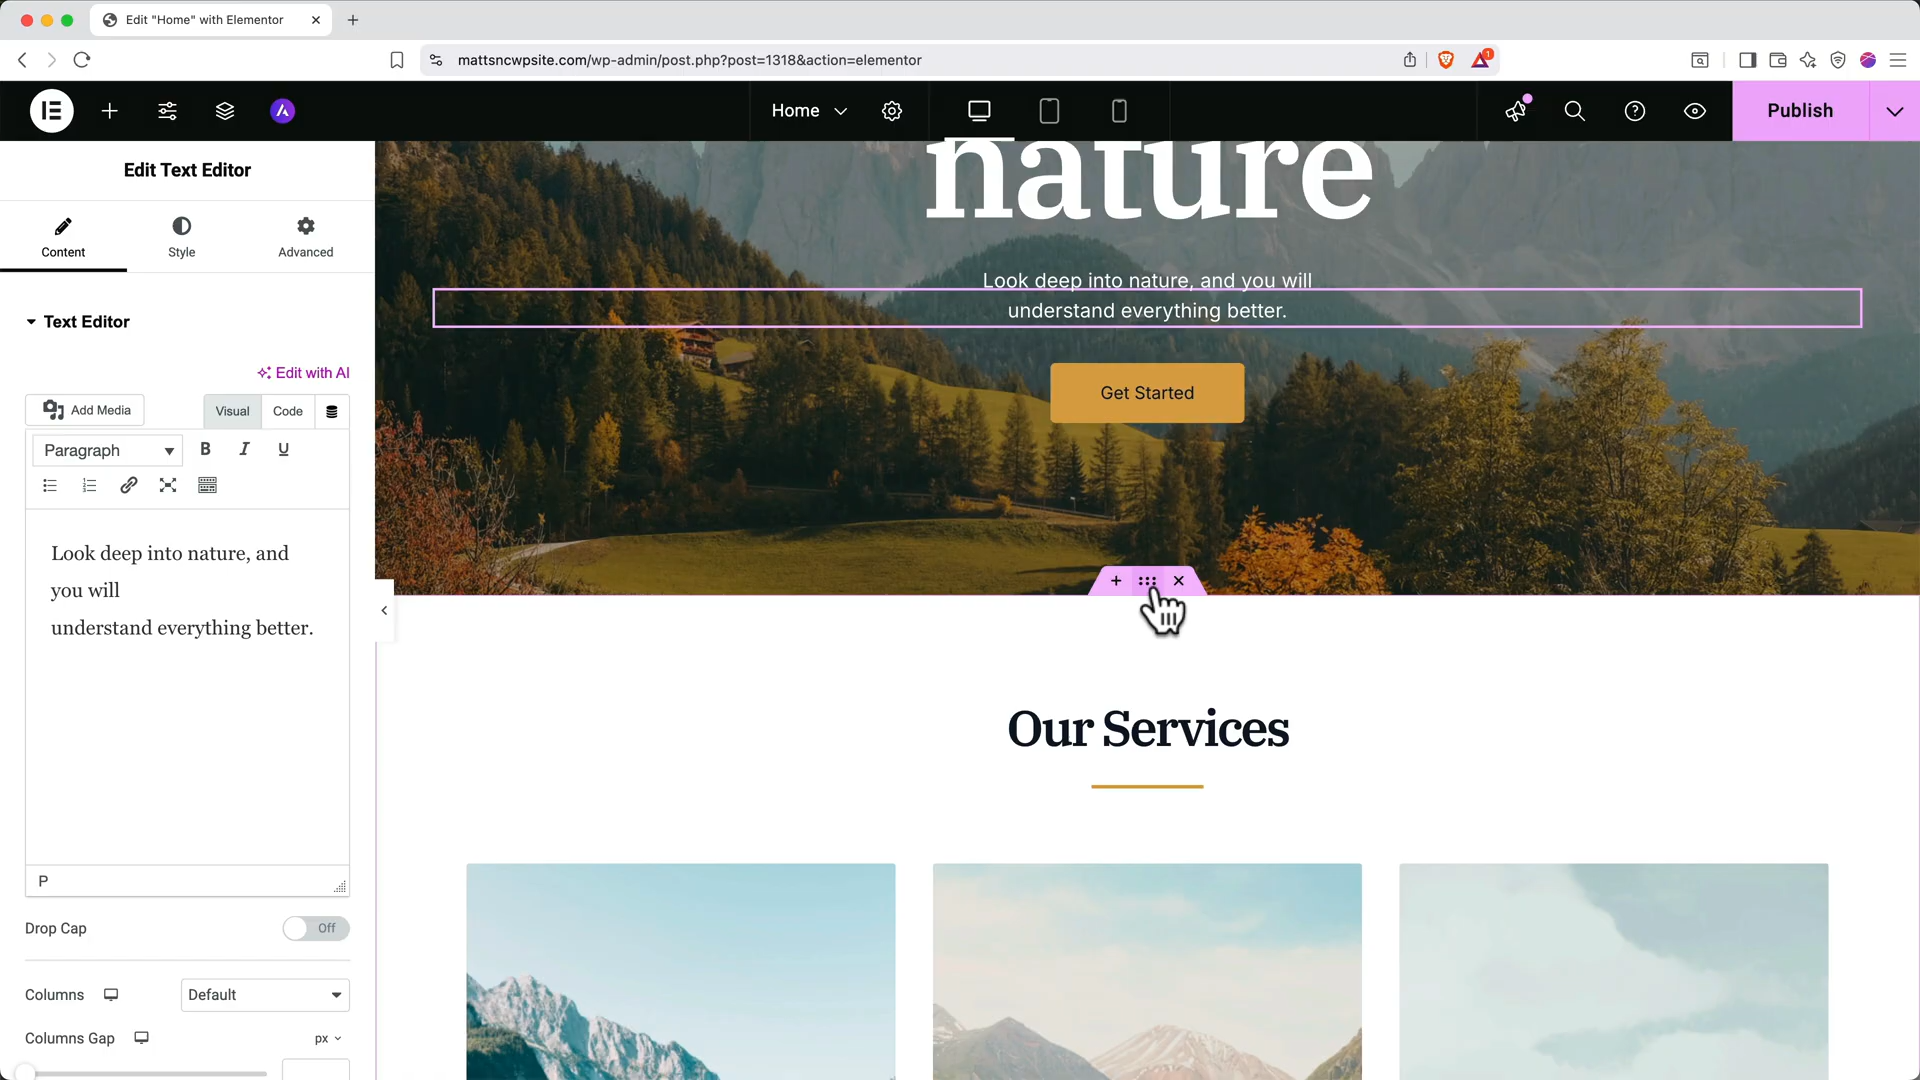 Edit "Home" with Elementor
mattsncwpsite.com/wp-admin/post.php?post=1318&action=elementor
1
Home
Publish
Edit Text Editor
Content
Style
Advanced
Text Editor
Edit with AI
Add Media
Visual
Code
Paragraph
B
I
U
Look deep into nature, and
you will
understand everything better.
P
Drop Cap
Off
Columns
Default
Columns Gap
px
nature
Look deep into nature, and you will
understand everything better.
Get Started
Our Services